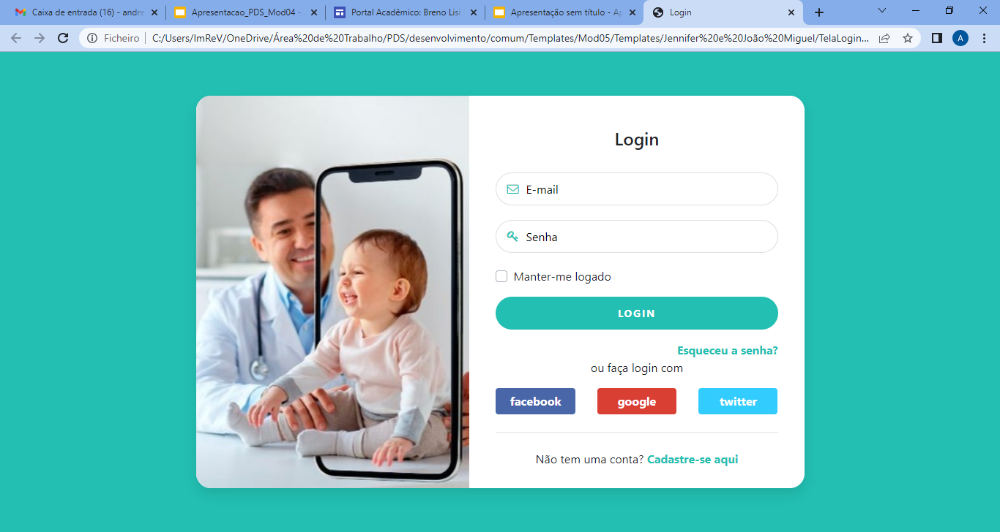 Caixa de entrada (16) - andre
Apresentacao_PDS_Mod04 -
Portal Acadêmico: Breno Lisi
Apresentação sem título - Ap
Login
Ficheiro
C:/Users/ImReV/OneDrive/Área%20de%20Trabalho/PDS/desenvolvimento/comum/Templates/Mod05/Templates/Jennifer%20e%20João%20Miguel/TelaLogin...
A
Login
E-mail
Senha
Manter-me logado
LOGIN
Esqueceu a senha?
ou faça login com
facebook google twitter
Não tem uma conta? Cadastre-se aqui